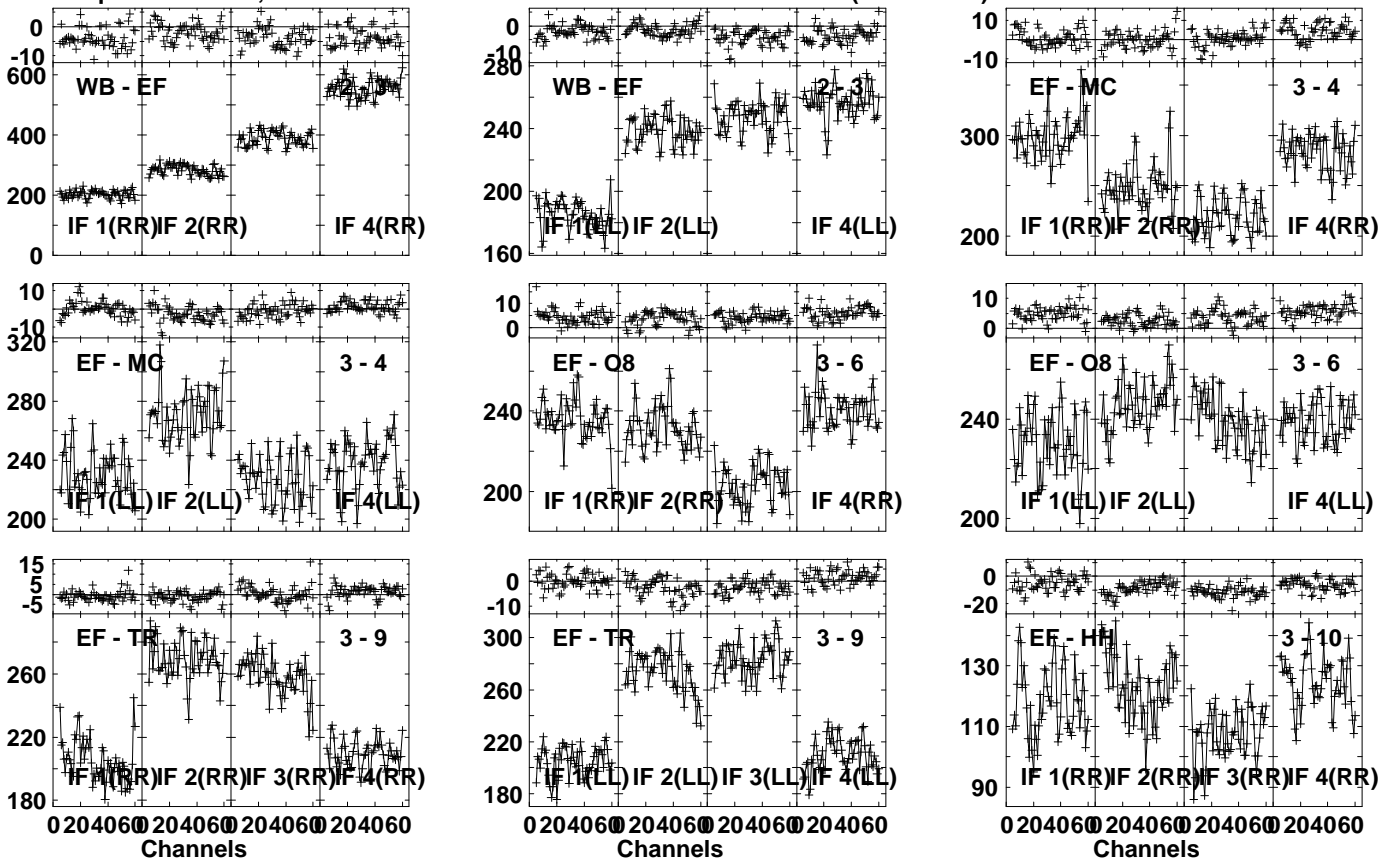 0
-10
600
400
200
0
WB - EF
2 - 3
IF 1(RR)
IF 2(RR)
IF 4(RR)
0
-10
280
240
200
160
WB - EF
2 - 3
IF 1(LL)
IF 2(LL)
IF 4(LL)
10
0
-10
300
200
EF - MC
3 - 4
IF 1(RR)
IF 2(RR)
IF 4(RR)
10
0
-10
320
280
240
200
EF - MC
3 - 4
IF 1(LL)
IF 2(LL)
IF 4(LL)
10
0
240
200
EF - O8
3 - 6
IF 1(RR)
IF 2(RR)
IF 4(RR)
10
0
240
200
EF - O8
3 - 6
IF 1(LL)
IF 2(LL)
IF 4(LL)
15
5
-5
260
220
180
EF - TR
3 - 9
IF 1(RR)
IF 2(RR)
IF 3(RR)
IF 4(RR)
0 20 40 60 0 20 40 60 0 20 40 60 0 20 40 60
Channels
0
-10
300
260
220
180
EF - TR
3 - 9
IF 1(LL)
IF 2(LL)
IF 3(LL)
IF 4(LL)
0 20 40 60 0 20 40 60 0 20 40 60 0 20 40 60
Channels
0
-20
130
110
90
EF - HH
3 - 10
IF 1(RR)
IF 2(RR)
IF 3(RR)
IF 4(RR)
0 20 40 60 0 20 40 60 0 20 40 60 0 20 40 60
Channels